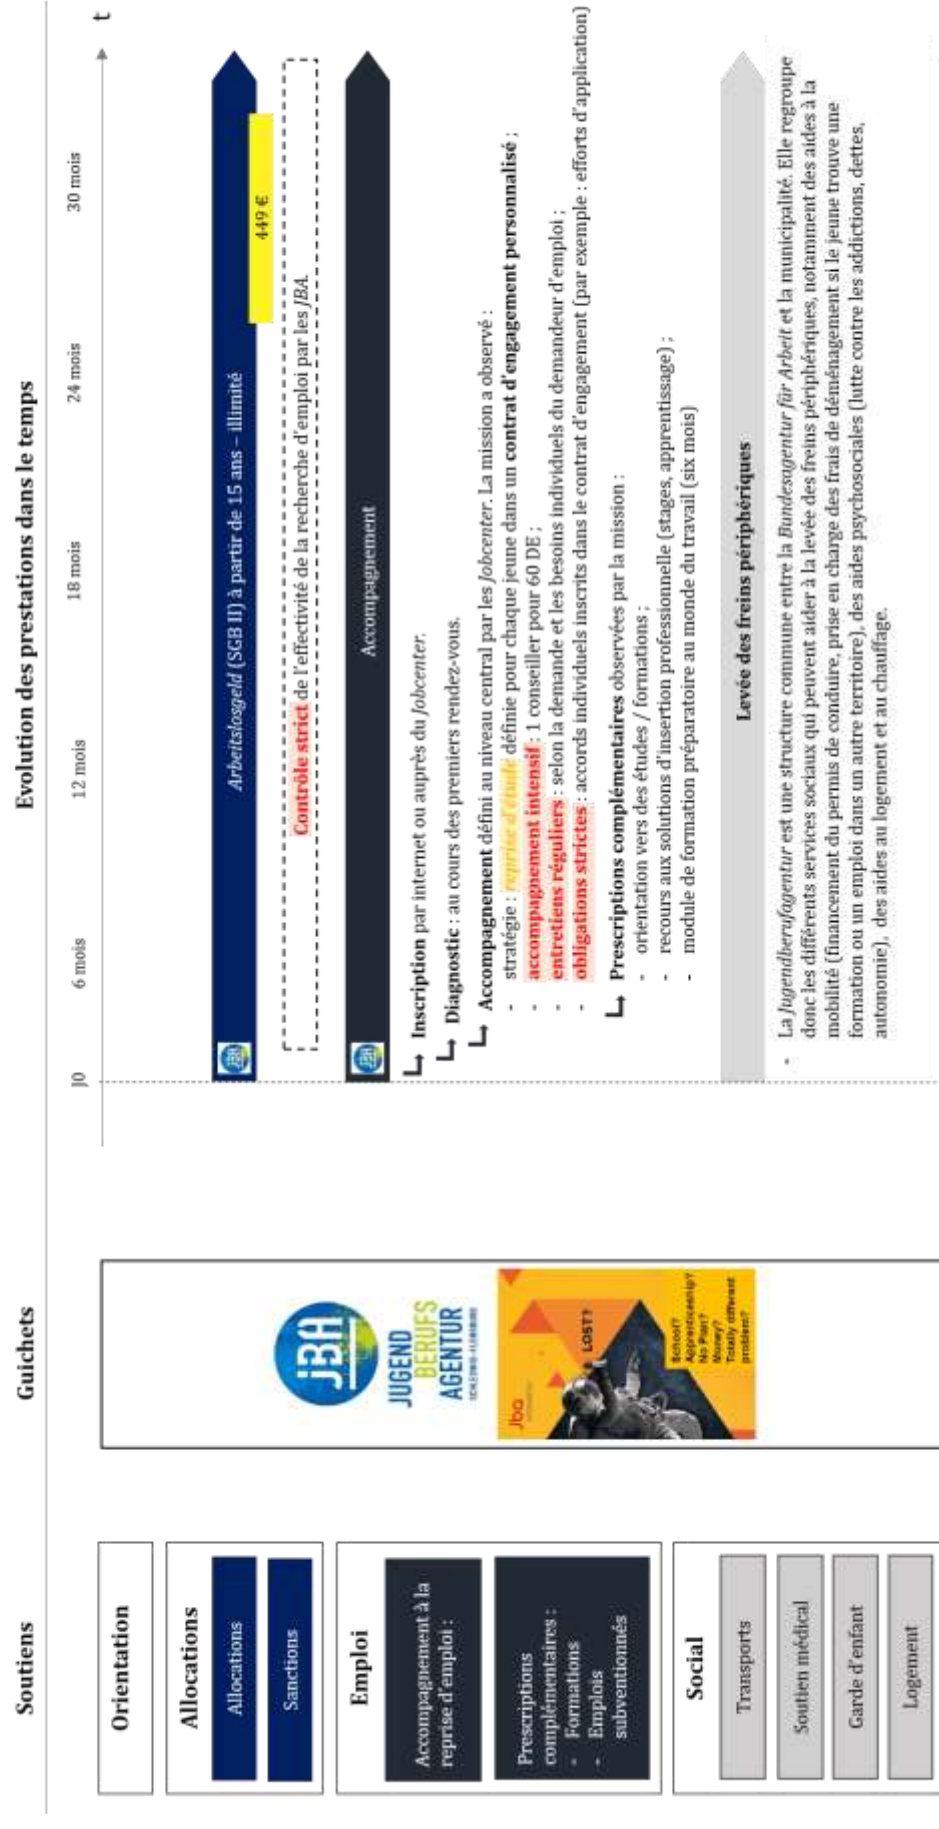 Soutiens
Guichets
Evolution des prestations dans le temps
J0
6 mois
12 mois
18 mois
24 mois
30 mois
t
Orientation
Allocations
Allocations
Sanctions
Emploi
Accompagnement à la
reprise d'emploi :
Prescriptions
complémentaires :
- Formations
- Emplois
subventionnés
Social
Transports
Soutien médical
Garde d'enfant
Logement
JBA
JUGEND
BERUFS
AGENTUR
jba
LOST?
School?
Apprenticeship?
No Plan?
Money?
Totally different
problem?
JBA
Arbeitslosgeld (SGB II) à partir de 15 ans – illimité
449 €
Contrôle strict de l'effectivité de la recherche d'emploi par les JBA.
JBA
Accompagnement
Inscription par internet ou auprès du Jobcenter.
Diagnostic : au cours des premiers rendez-vous.
Accompagnement défini au niveau central par les Jobcenter. La mission a observé :
- stratégie : reprise d'étude définie pour chaque jeune dans un contrat d'engagement personnalisé ;
- accompagnement intensif : 1 conseiller pour 60 DE ;
- entretiens réguliers : selon la demande et les besoins individuels du demandeur d'emploi ;
- obligations strictes : accords individuels inscrits dans le contrat d'engagement (par exemple : efforts d'application)
Prescriptions complémentaires observées par la mission :
- orientation vers des études / formations ;
- recours aux solutions d'insertion professionnelle (stages, apprentissage) ;
- module de formation préparatoire au monde du travail (six mois)
Levée des freins périphériques
- La Jugendberufagentur est une structure commune entre la Bundesagentur für Arbeit et la municipalité. Elle regroupe
donc les différents services sociaux qui peuvent aider à la levée des freins périphériques, notamment des aides à la
mobilité (financement du permis de conduire, prise en charge des frais de déménagement si le jeune trouve une
formation ou un emploi dans un autre territoire), des aides psychosociales (lutte contre les addictions, dettes,
autonomie), des aides au logement et au chauffage.